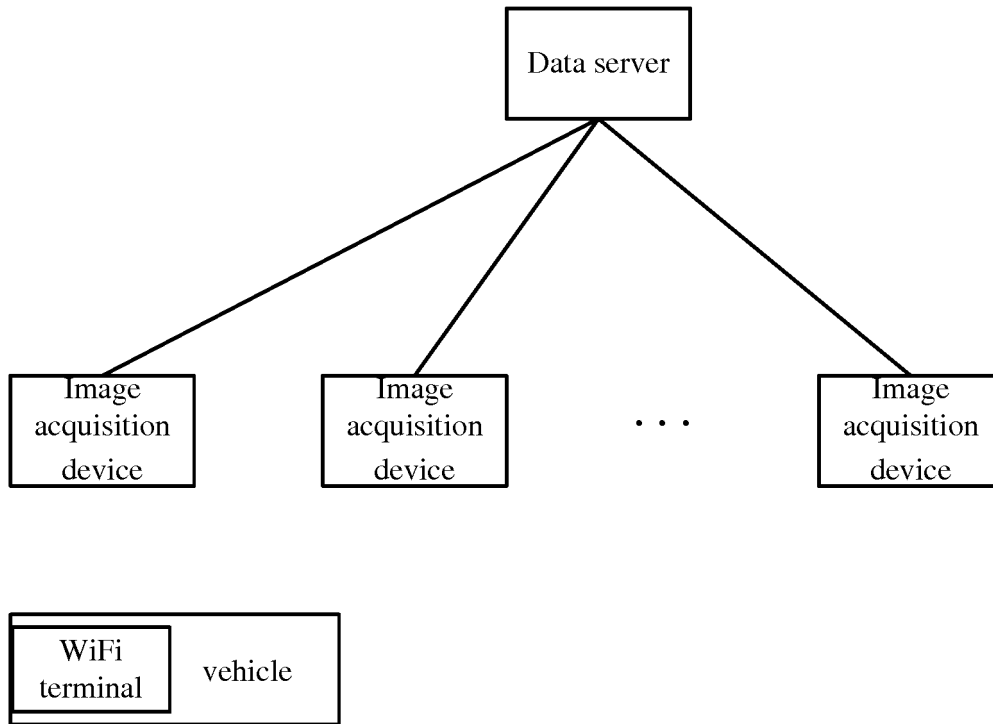 Data server
Image
acquisition
device
Image
acquisition
device
. . .
Image
acquisition
device
WiFi
terminal
vehicle